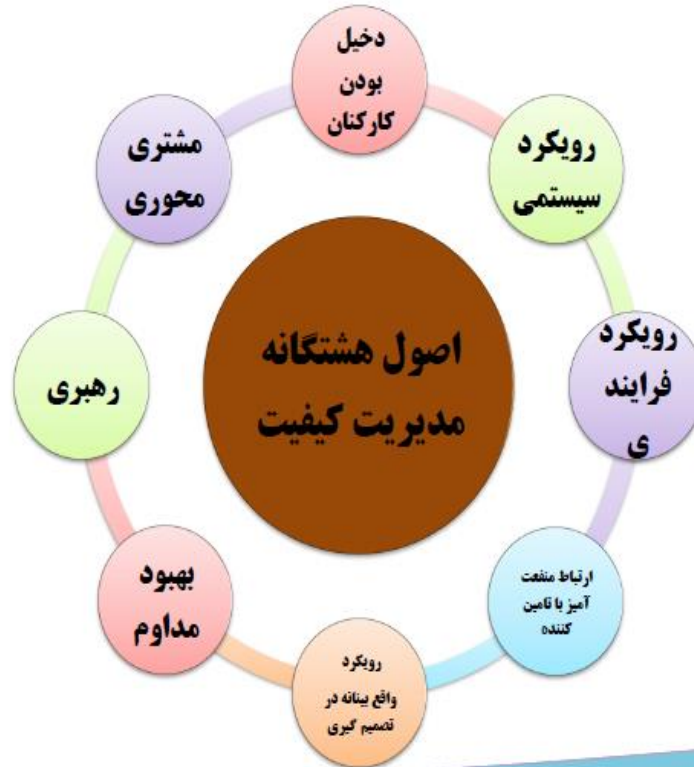 دخیل
بودن
کارکنان
رویکرد
سیستمی
رویکرد
فرایند
ی
ارتباط منفعت
آمیز با تامین
کننده
رویکرد
واقع بینانه در
تصمیم گیری
بهبود
مداوم
رهبری
مشتری
محوری
اصول هشتگانه
مدیریت کیفیت